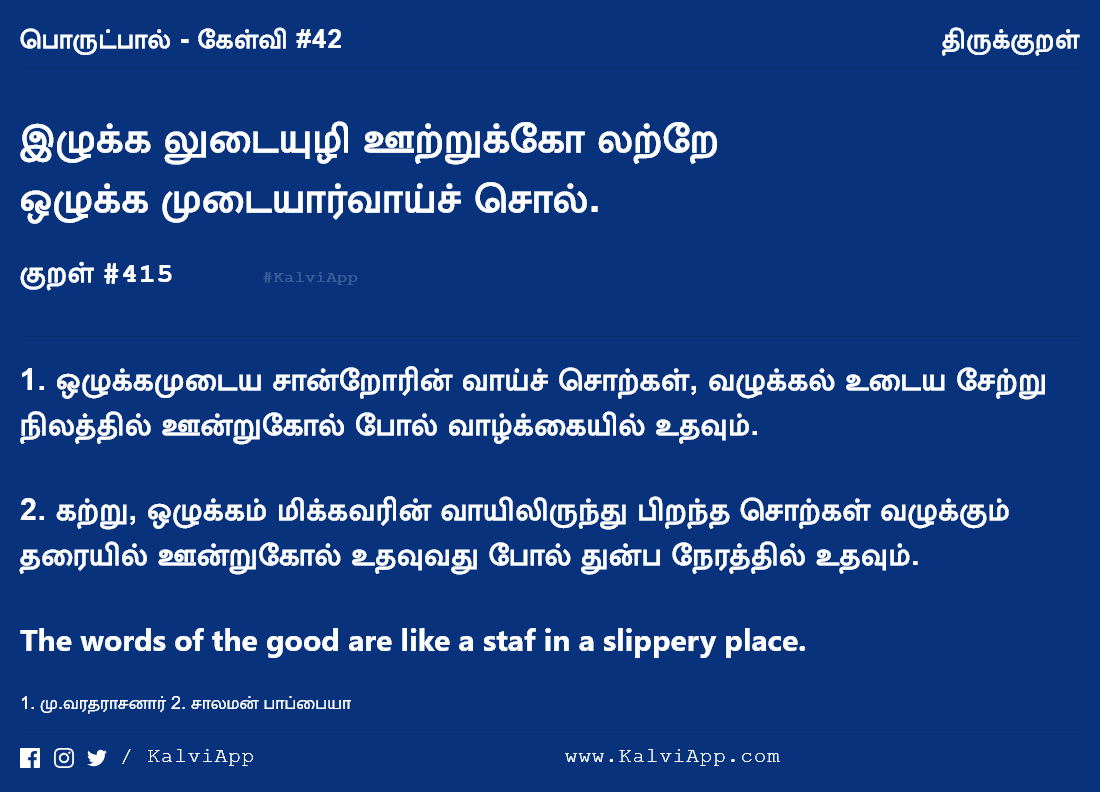 பொருட்பால் - கேள்வி #42
திருக்குறள்
இழுக்க லுடையுழி ஊற்றுக்கோ லற்றே
ஒழுக்க முடையார்வாய்ச் சொல்.
குறள் #415
#KalviApp
1. ஒழுக்கமுடைய சான்றோரின் வாய்ச் சொற்கள், வழுக்கல் உடைய சேற்று
நிலத்தில் ஊன்றுகோல் போல் வாழ்க்கையில் உதவும்.
2. கற்று, ஒழுக்கம் மிக்கவரின் வாயிலிருந்து பிறந்த சொற்கள் வழுக்கும்
தரையில் ஊன்றுகோல் உதவுவது போல் துன்ப நேரத்தில் உதவும்.
The words of the good are like a staf in a slippery place.
1. மு.வரதராசனார் 2. சாலமன் பாப்பையா
/ KalviApp
www.KalviApp.com